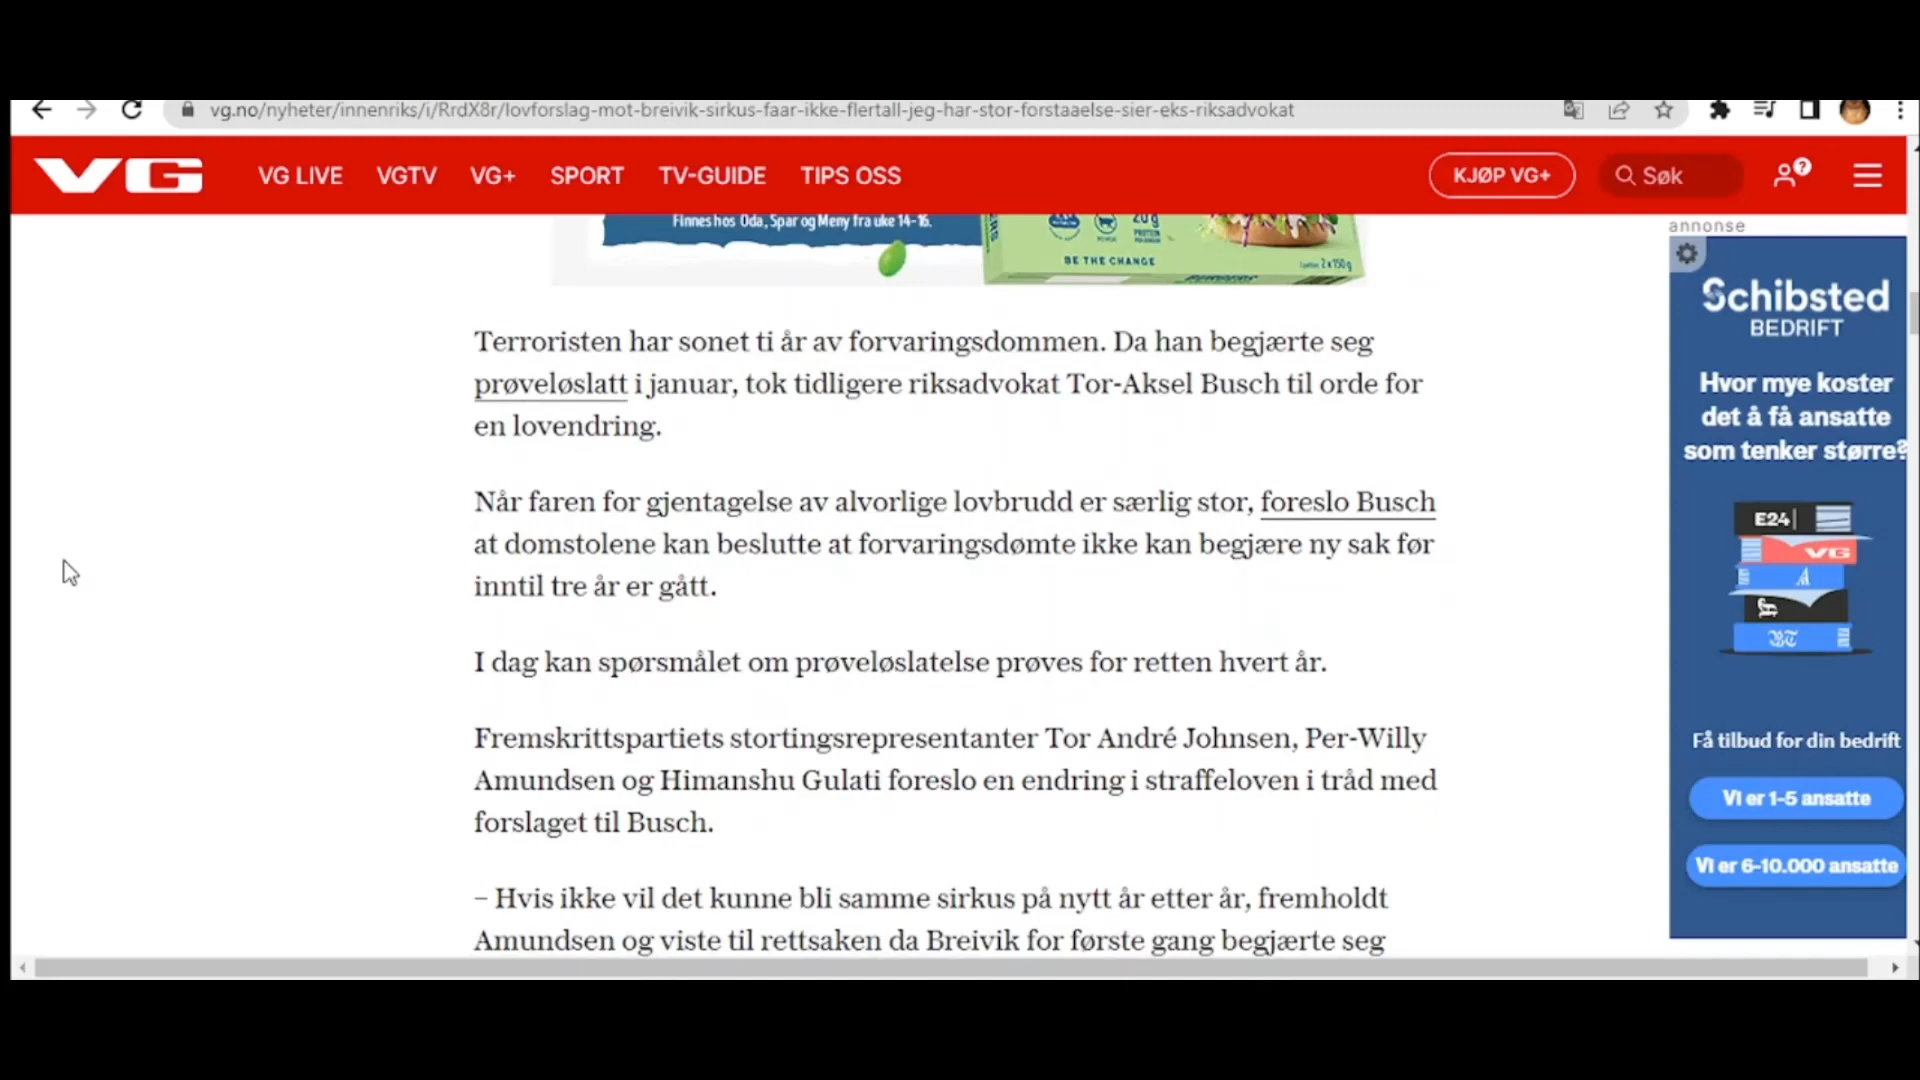 vg.no/nyheter/innenriks/i/RrdX8r/lovforslag-mot-breivik-sirkus-faar-ikke-flertall-jeg-har-stor-forstaaelse-sier-eks-riksadvokat
VG VG LIVE VGTV VG+ SPORT TV-GUIDE TIPS OSS KJØP VG+ Søk
Finnes hos Oda, Spar og Meny fra uke 14-16.
20g
PROTEIN
BE THE CHANGE
2 x 150g
annonse
Schibsted
BEDRIFT
Hvor mye koster
det å få ansatte
som tenker større?
E24
VG
A
BT
Få tilbud for din bedrift
Vi er 1-5 ansatte
Vi er 6-10.000 ansatte
Terroristen har sonet ti år av forvaringsdommen. Da han begjærte seg
prøveløslatt i januar, tok tidligere riksadvokat Tor-Aksel Busch til orde for
en lovendring.
Når faren for gjentagelse av alvorlige lovbrudd er særlig stor, foreslo Busch
at domstolene kan beslutte at forvaringsdømte ikke kan begjære ny sak før
inntil tre år er gått.
I dag kan spørsmålet om prøveløslatelse prøves for retten hvert år.
Fremskrittspartiets stortingsrepresentanter Tor André Johnsen, Per-Willy
Amundsen og Himanshu Gulati foreslo en endring i straffeloven i tråd med
forslaget til Busch.
– Hvis ikke vil det kunne bli samme sirkus på nytt år etter år, fremholdt
Amundsen og viste til rettsaken da Breivik for første gang begjærte seg